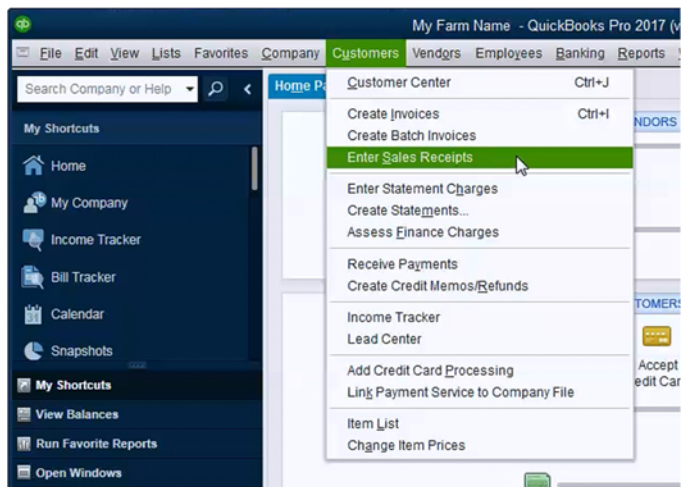 qb My Farm Name - QuickBooks Pro 2017 (v
File Edit View Lists Favorites Company Customers Vendors Employees Banking Reports
Search Company or Help
Home Pa
My Shortcuts
Home
My Company
Income Tracker
Bill Tracker
31 Calendar
Snapshots
My Shortcuts
View Balances
Run Favorite Reports
Open Windows
Customer Center Ctrl+J
Create Invoices Ctrl+I
Create Batch Invoices
Enter Sales Receipts
Enter Statement Charges
Create Statements...
Assess Finance Charges
Receive Payments
Create Credit Memos/Refunds
Income Tracker
Lead Center
Add Credit Card Processing
Link Payment Service to Company File
Item List
Change Item Prices
NDORS
TOMERS
Accept
edit Car